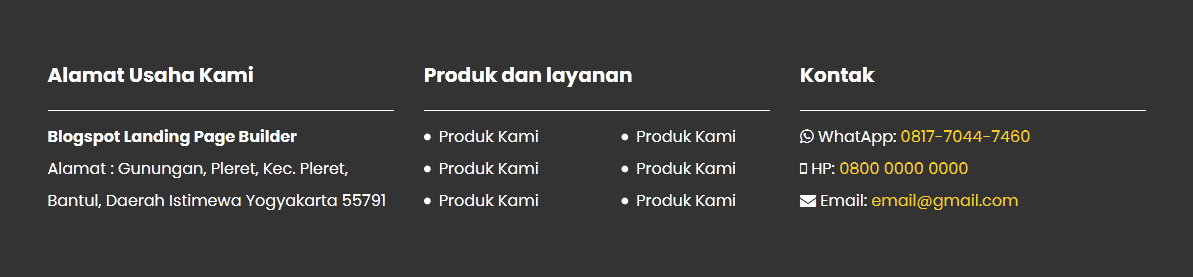 Alamat Usaha Kami
Blogspot Landing Page Builder
Alamat : Gunungan, Pleret, Kec. Pleret,
Bantul, Daerah Istimewa Yogyakarta 55791
Produk dan layanan
Produk Kami
Produk Kami
Produk Kami
Produk Kami
Produk Kami
Produk Kami
Kontak
WhatApp: 0817-7044-7460
HP: 0800 0000 0000
Email: email@gmail.com